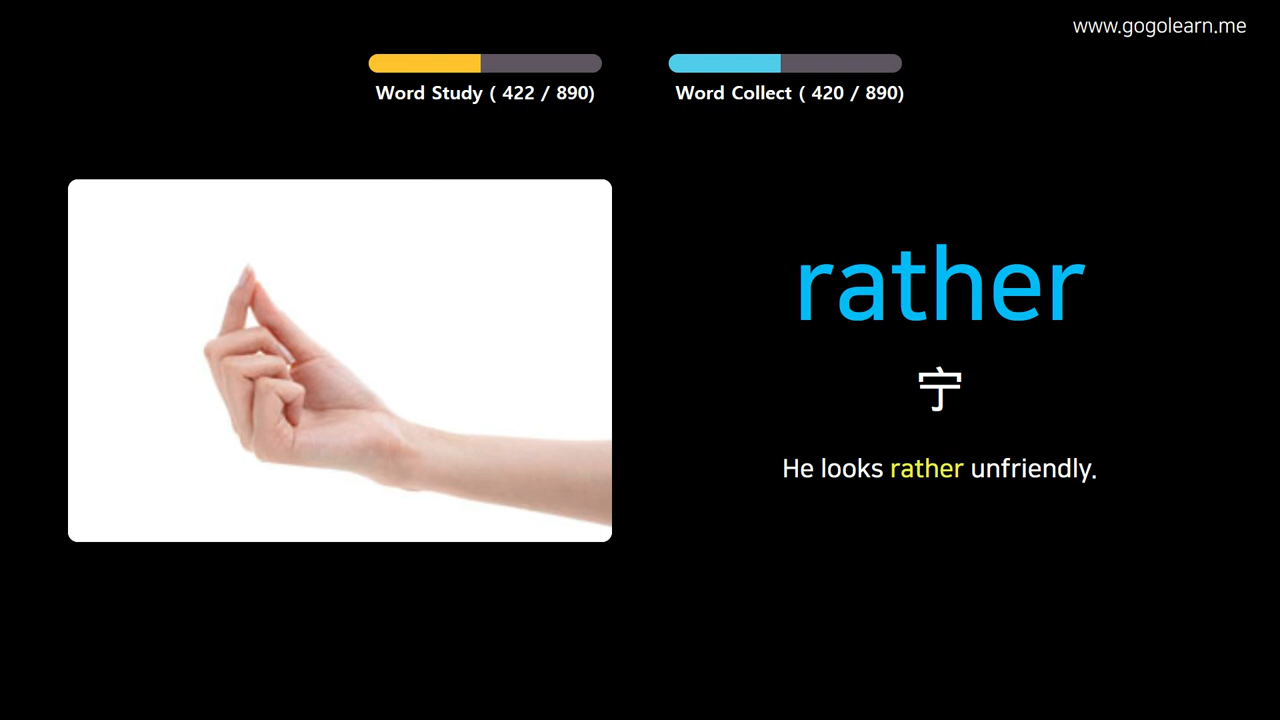 www.gogolearn.me
Word Study ( 422 / 890)
Word Collect ( 420 / 890)
rather
宁
He looks rather unfriendly.